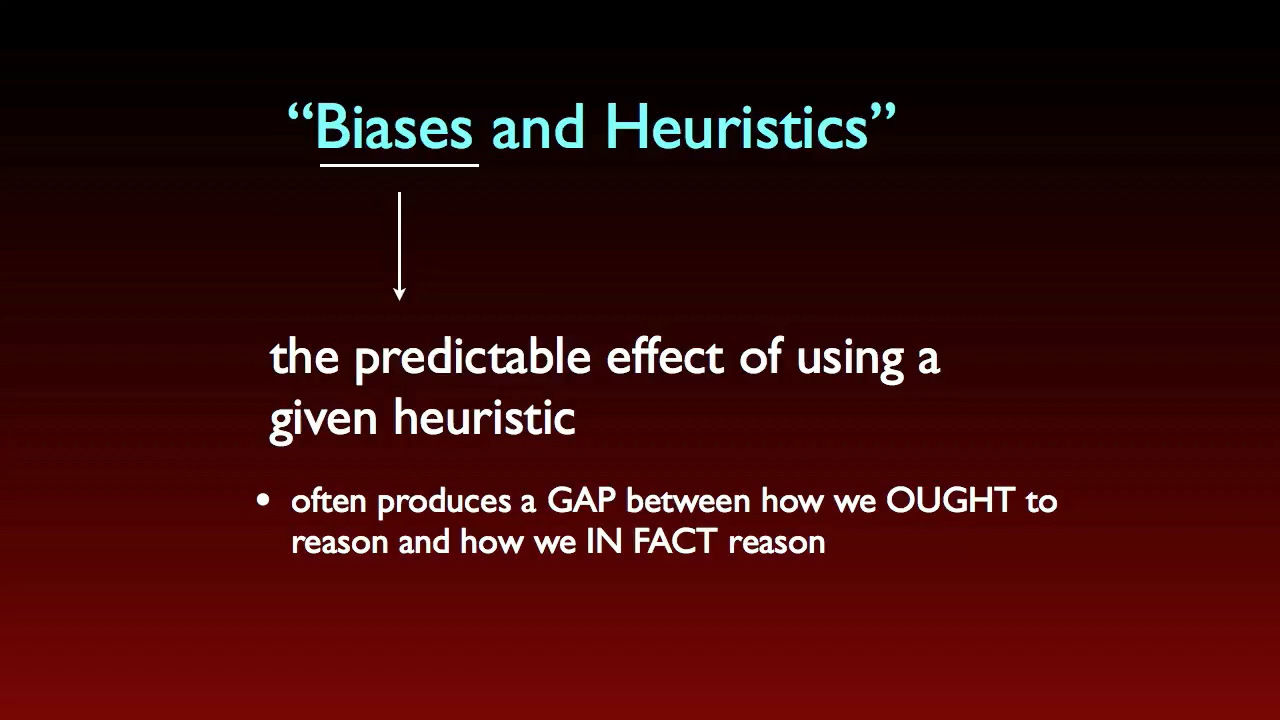 “Biases and Heuristics”
the predictable effect of using a
given heuristic
• often produces a GAP between how we OUGHT to
reason and how we IN FACT reason